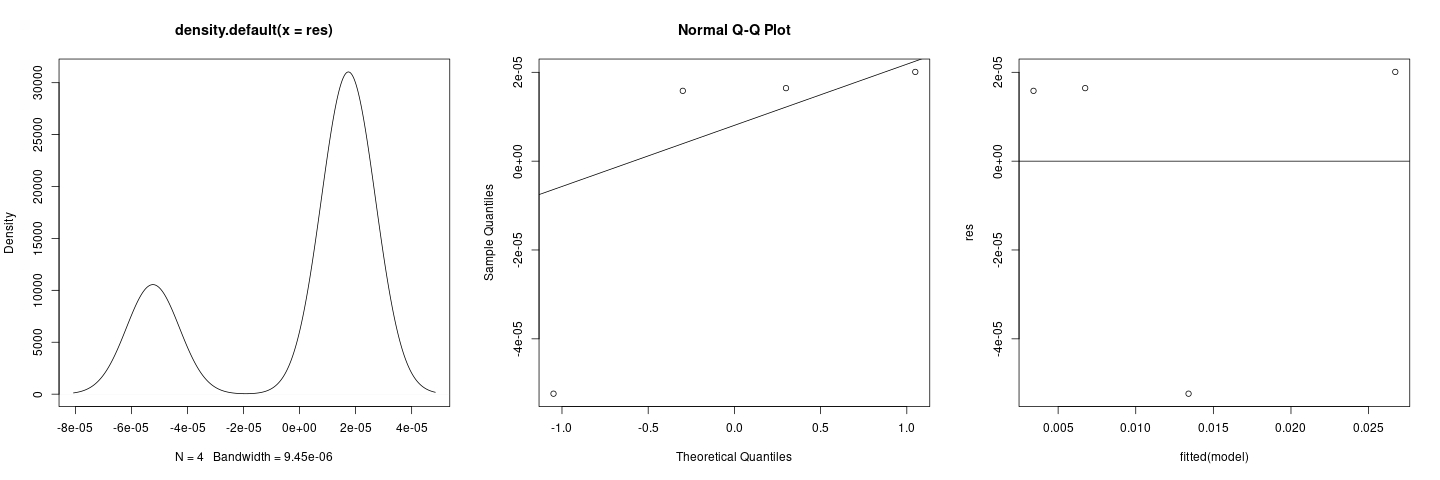 density.default(x = res)
Density
30000
25000
20000
15000
10000
5000
0
-8e-05 -6e-05 -4e-05 -2e-05 0e+00 2e-05 4e-05
N = 4 Bandwidth = 9.45e-06
Normal Q-Q Plot
Sample Quantiles
2e-05
0e+00
-2e-05
-4e-05
-1.0 -0.5 0.0 0.5 1.0
Theoretical Quantiles
res
2e-05
0e+00
-2e-05
-4e-05
0.005 0.010 0.015 0.020 0.025
fitted(model)